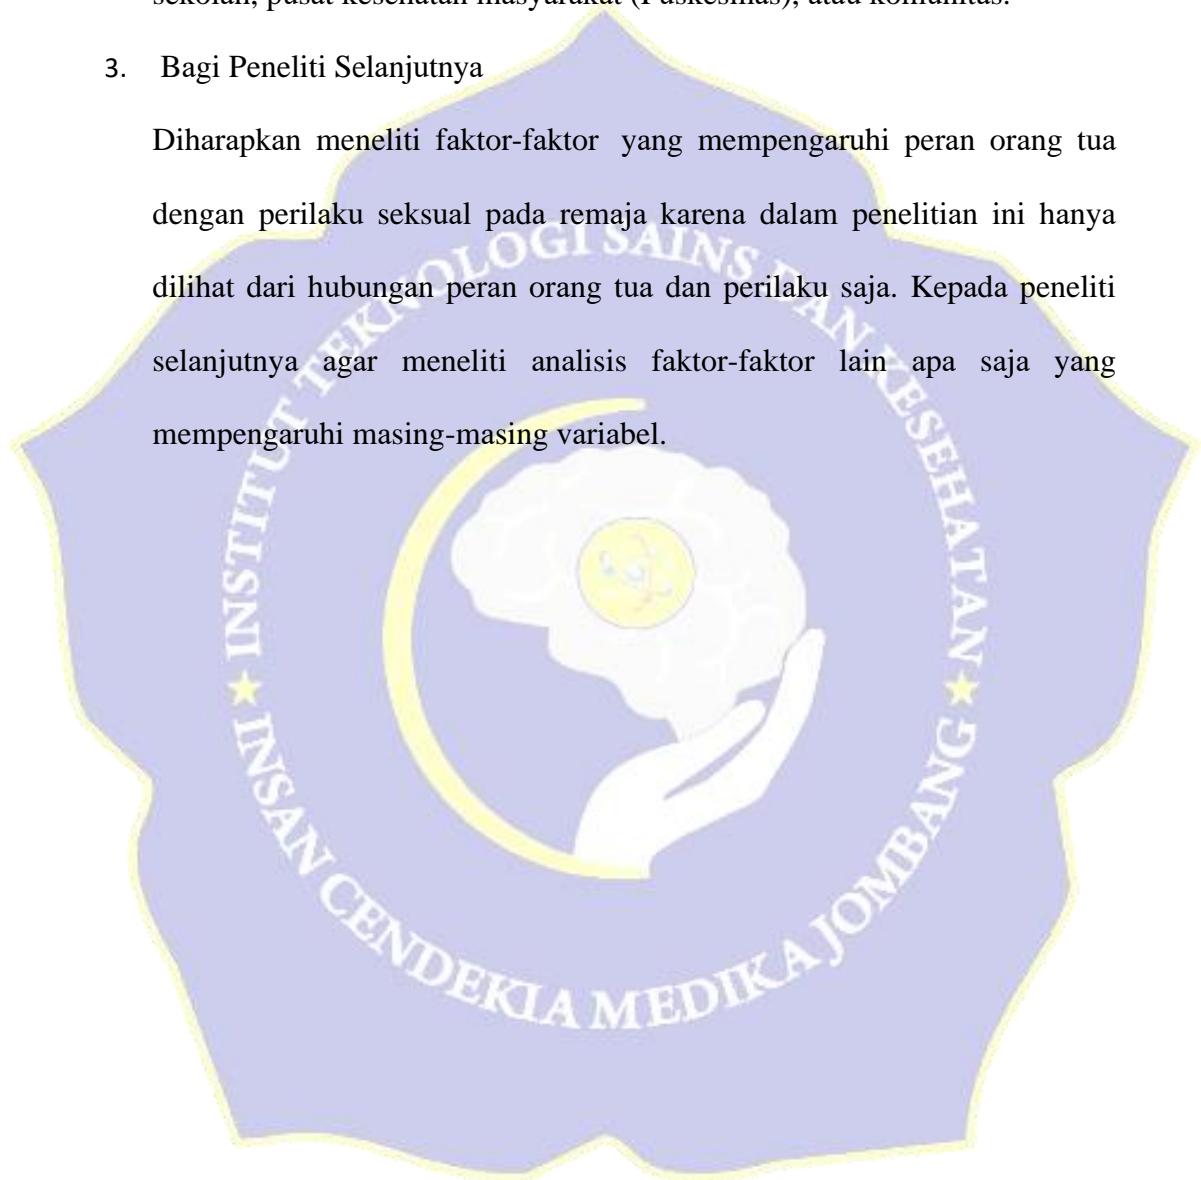 sekolah, pusat kesehatan masyarakat (Puskesmas), atau komunitas.
3. Bagi Peneliti Selanjutnya
Diharapkan meneliti faktor-faktor yang mempengaruhi peran orang tua
dengan perilaku seksual pada remaja karena dalam penelitian ini hanya
dilihat dari hubungan peran orang tua dan perilaku saja. Kepada peneliti
selanjutnya agar meneliti analisis faktor-faktor lain apa saja yang
mempengaruhi masing-masing variabel.
INSTITUT TEKNOLOGI SAINS DAN KESEHATAN
INSAN CENDEKIA MEDIKA JOMBANG